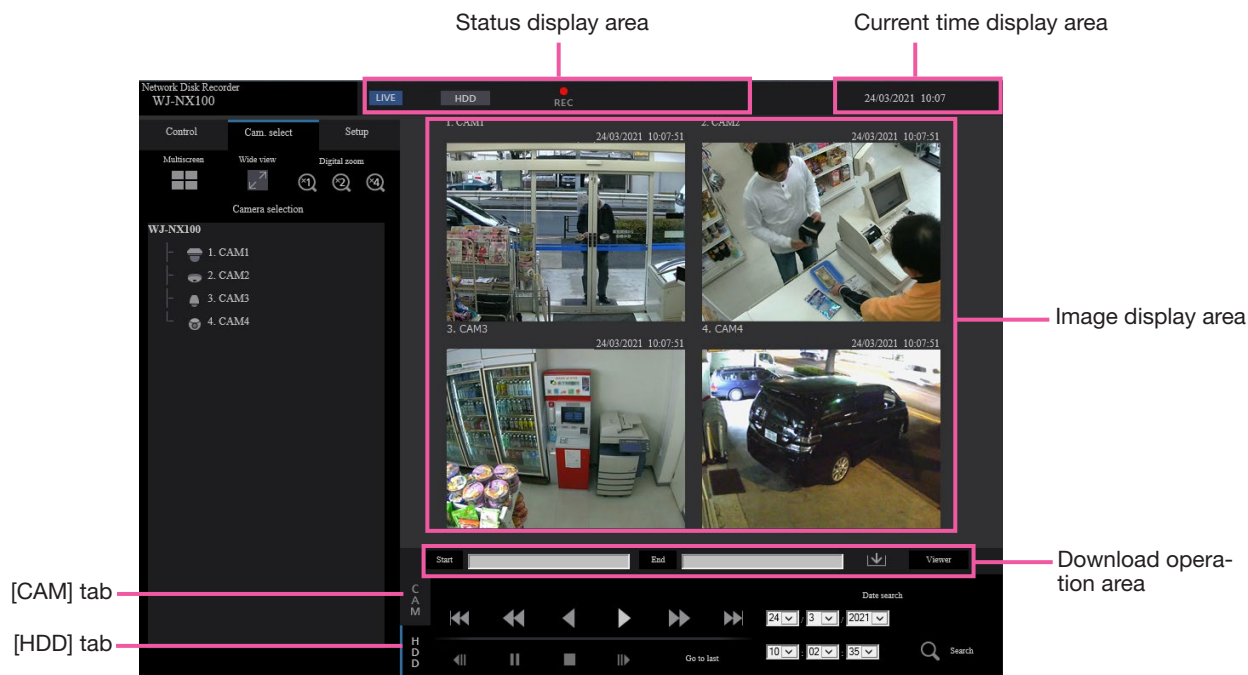 Status display area
Current time display area
Network Disk Recorder
WJ-NX100
LIVE
HDD
REC
24/03/2021 10:07
Control
Cam. select
Setup
Multiscreen
Wide view
Digital zoom
x1
x2
x4
Camera selection
WJ-NX100
1. CAM1
2. CAM2
3. CAM3
4. CAM4
1. CAM1
24/03/2021 10:07:51
2. CAM2
24/03/2021 10:07:51
3. CAM3
24/03/2021 10:07:51
4. CAM4
24/03/2021 10:07:51
Image display area
Start
End
Viewer
Download opera-
tion area
[CAM] tab
[HDD] tab
CAM
HDD
Go to last
Date search
24 / 3 / 2021
10 : 02 : 35
Search